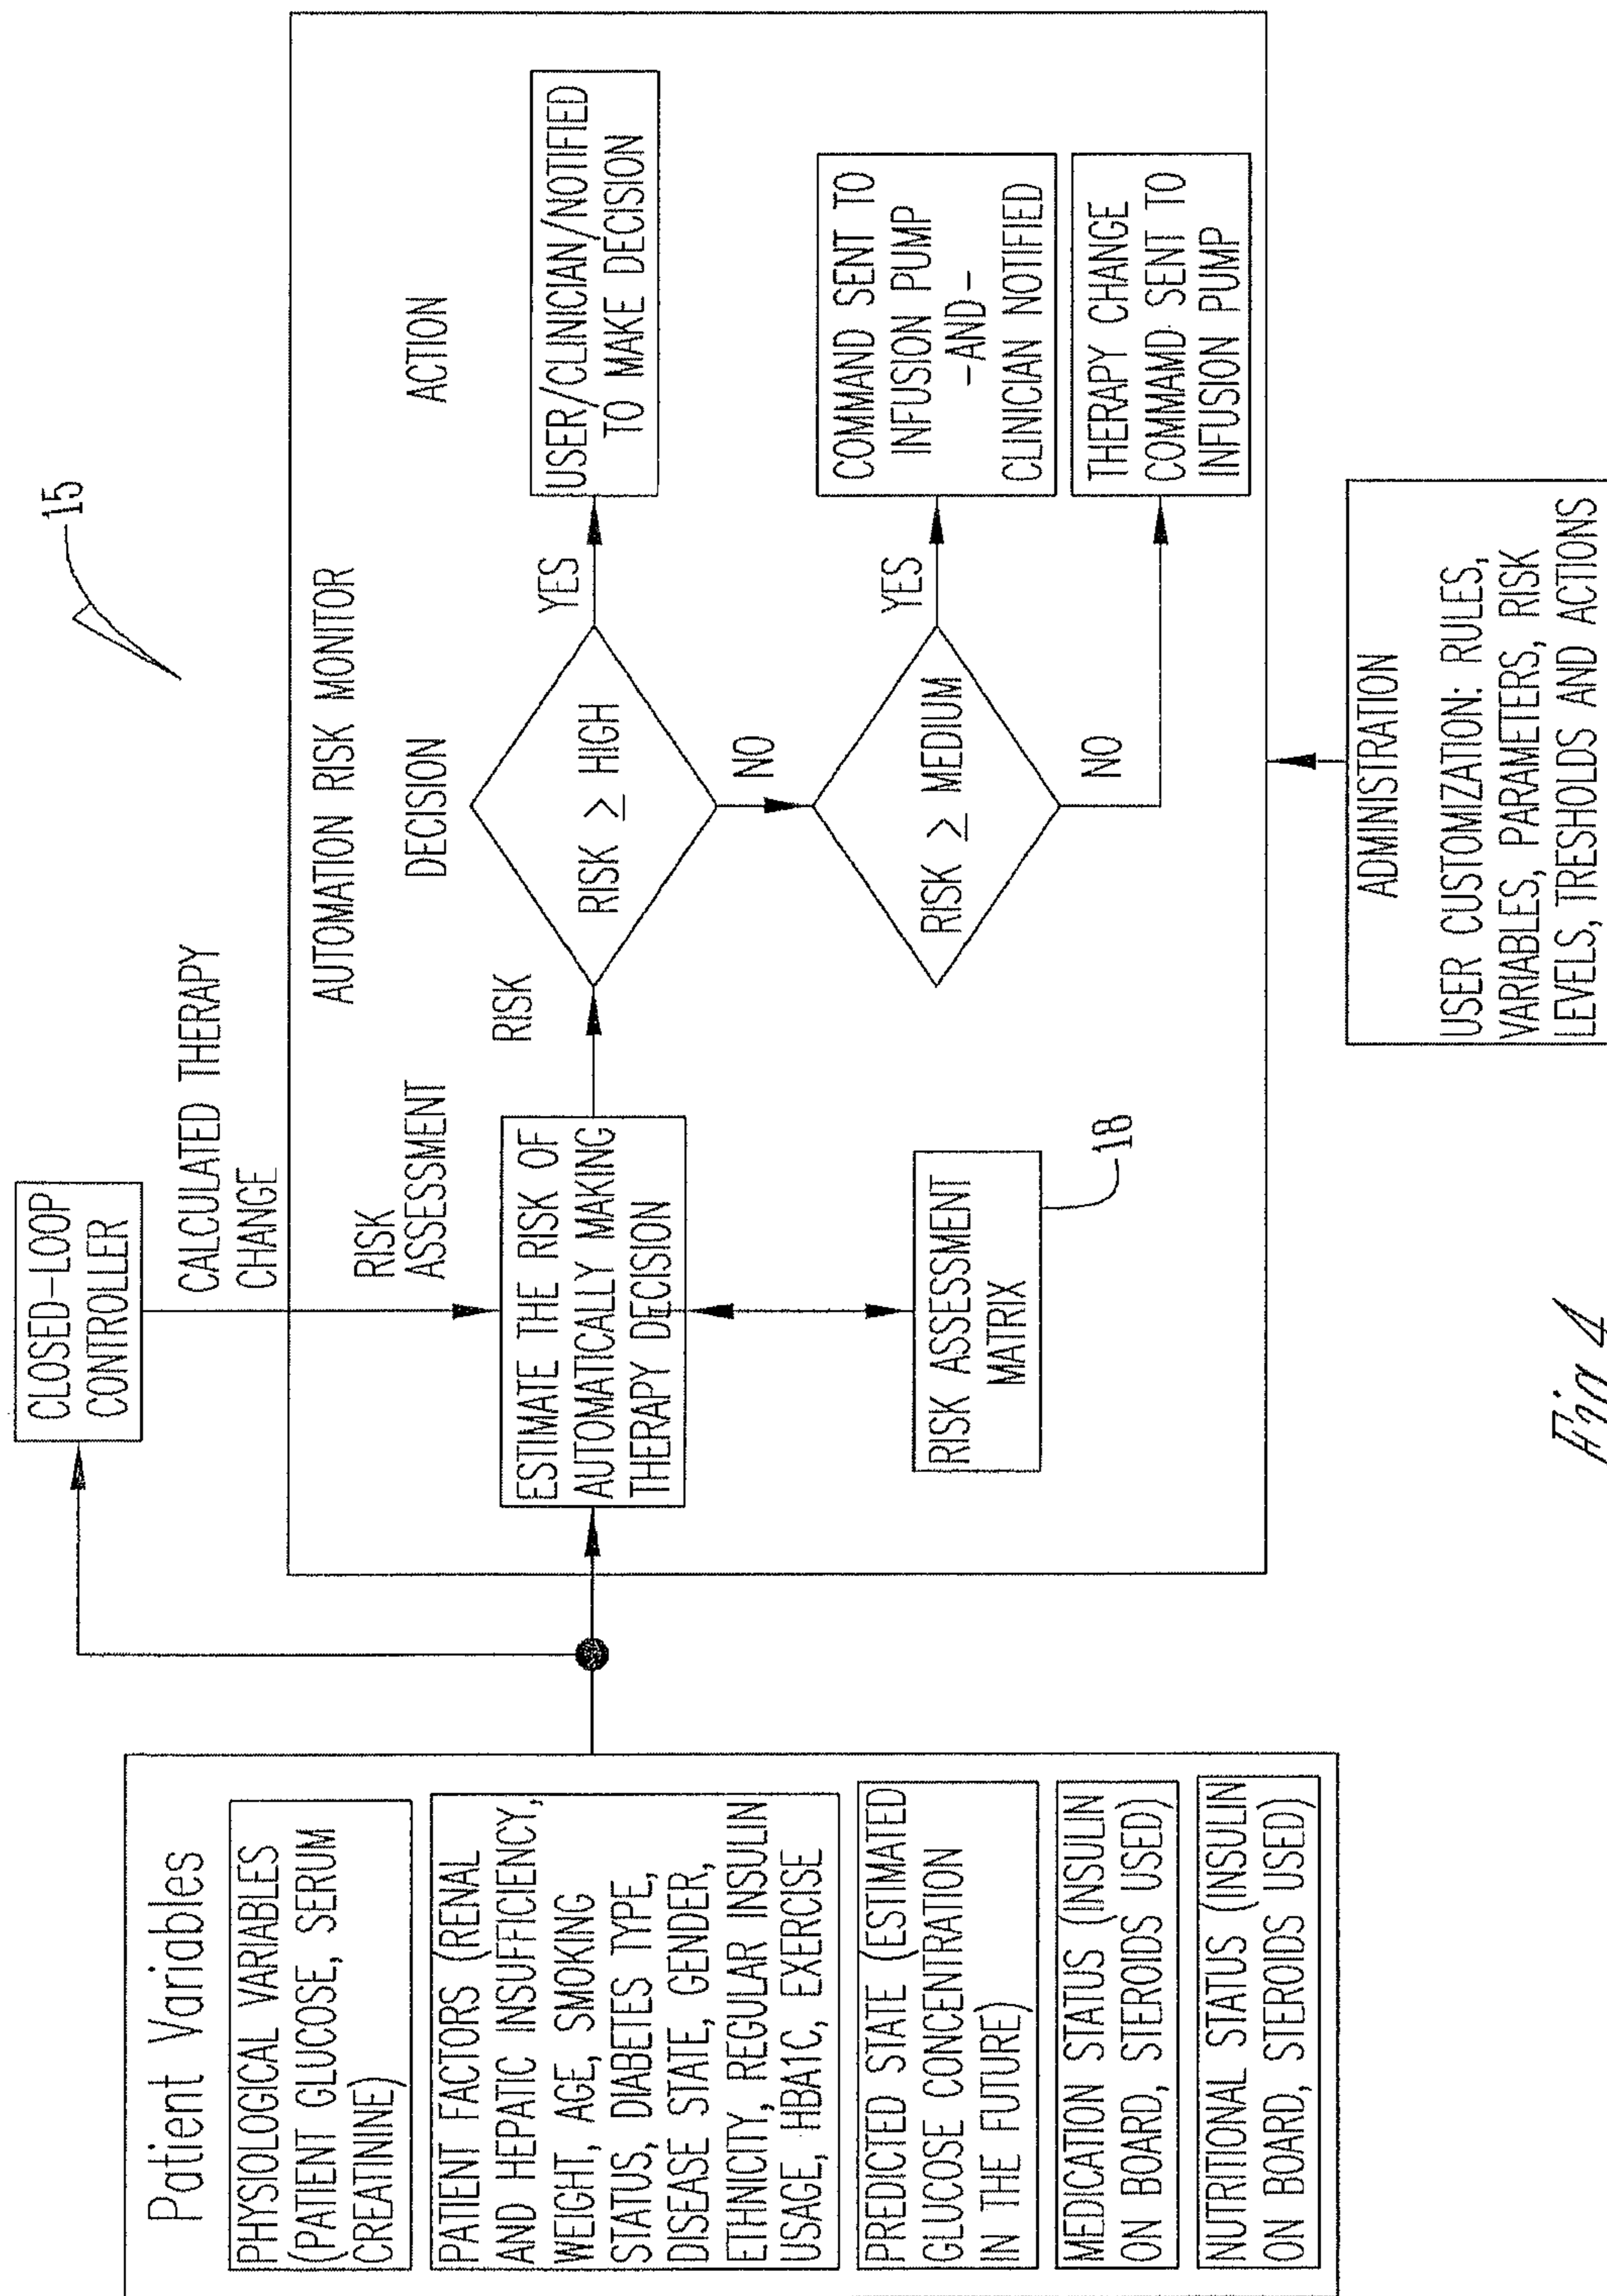 Patient Variables
PHYSIOLOGICAL VARIABLES
(PATIENT GLUCOSE, SERUM
CREATININE)
PATIENT FACTORS (RENAL
AND HEPATIC INSUFFICIENCY,
WEIGHT, AGE, SMOKING
STATUS, DIABETES TYPE,
DISEASE STATE, GENDER,
ETHNICITY, REGULAR INSULIN
USAGE, HBA1C, EXERCISE
PREDICTED STATE (ESTIMATED
GLUCOSE CONCENTRATION
IN THE FUTURE)
MEDICATION STATUS (INSULIN
ON BOARD, STEROIDS USED)
NUTRITIONAL STATUS (INSULIN
ON BOARD, STEROIDS USED)
CLOSED-LOOP
CONTROLLER
CALCULATED THERAPY
CHANGE
15
AUTOMATION RISK MONITOR
RISK
ASSESSMENT
DECISION
ACTION
ESTIMATE THE RISK OF
AUTOMATICALLY MAKING
THERAPY DECISION
RISK
RISK ≥ HIGH
YES
USER/CLINICIAN/NOTIFIED
TO MAKE DECISION
NO
RISK ASSESSMENT
MATRIX
18
RISK ≥ MEDIUM
YES
COMMAND SENT TO
INFUSION PUMP
-AND-
CLINICIAN NOTIFIED
NO
THERAPY CHANGE
COMMAMD SENT TO
INFUSION PUMP
ADMINISTRATION
USER CUSTOMIZATION: RULES,
VARIABLES, PARAMETERS, RISK
LEVELS, TRESHOLDS AND ACTIONS
Fig. 4